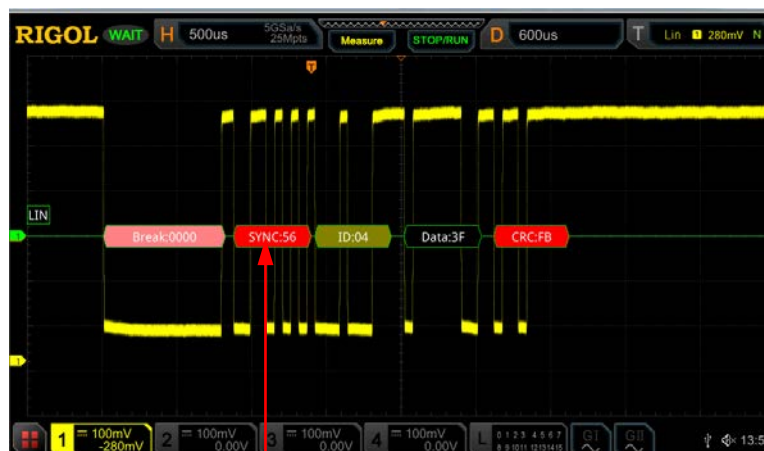 RIGOL WAIT H 500us 5GSa/s 25Mpts Measure STOP/RUN D 600us T Lin 1 280mV N
T
LIN
1 Break:0000 SYNC:56 ID:04 Data:3F CRC:FB
1
1 100mV -280mV 2 100mV 0.00V 3 100mV 0.00V 4 100mV 0.00V L 0 1 2 3 4 5 6 7 8 9 10 11 12 13 14 15 GI GII 13:5